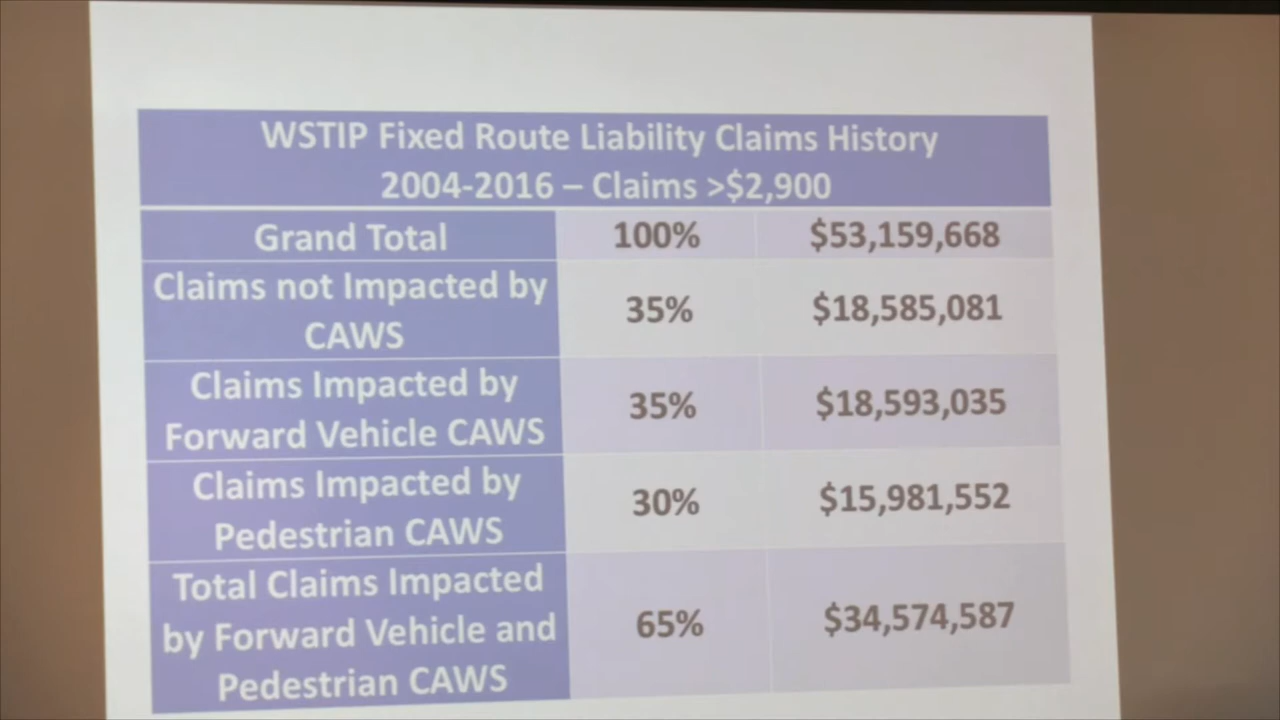 WSTIP Fixed Route Liability Claims History
2004-2016 – Claims >$2,900
Grand Total 100% $53,159,668
Claims not Impacted by
CAWS 35% $18,585,081
Claims Impacted by
Forward Vehicle CAWS 35% $18,593,035
Claims Impacted by
Pedestrian CAWS 30% $15,981,552
Total Claims Impacted
by Forward Vehicle and
Pedestrian CAWS 65% $34,574,587